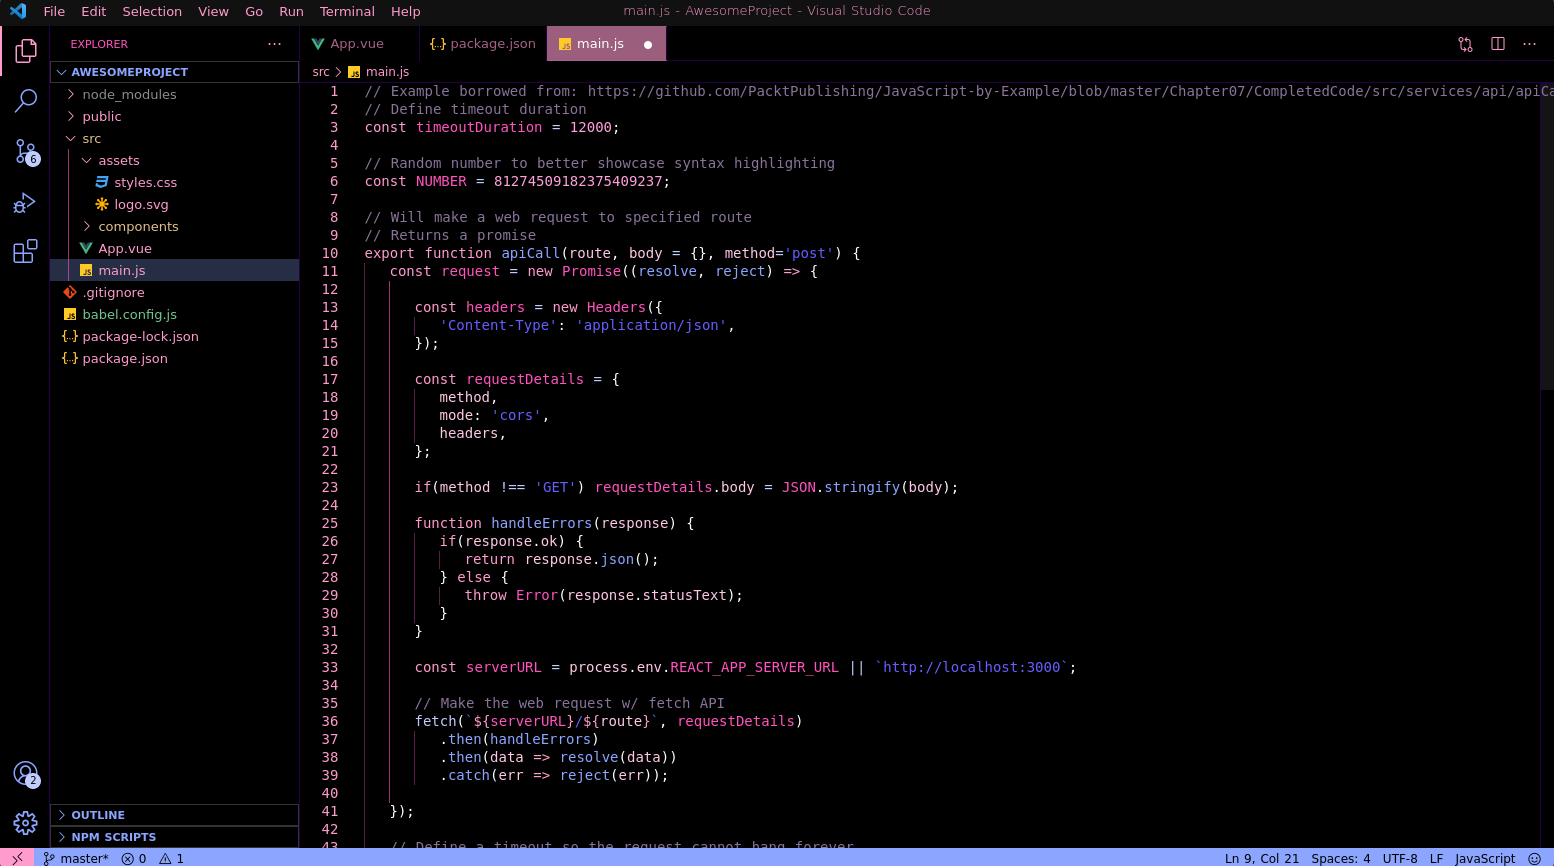 File Edit Selection View Go Run Terminal Help
main.js - AwesomeProject - Visual Studio Code
EXPLORER
AWESOMEPROJECT
node_modules
public
src
assets
styles.css
logo.svg
components
App.vue
main.js
.gitignore
babel.config.js
package-lock.json
package.json
OUTLINE
NPM SCRIPTS
6
2
App.vue package.json main.js
src > main.js
1 // Example borrowed from: https://github.com/PacktPublishing/JavaScript-by-Example/blob/master/Chapter07/CompletedCode/src/services/api/apiCa
2 // Define timeout duration
3 const timeoutDuration = 12000;
4
5 // Random number to better showcase syntax highlighting
6 const NUMBER = 81274509182375409237;
7
8 // Will make a web request to specified route
9 // Returns a promise
10 export function apiCall(route, body = {}, method='post') {
11 const request = new Promise((resolve, reject) => {
12
13 const headers = new Headers({
14 'Content-Type': 'application/json',
15 });
16
17 const requestDetails = {
18 method,
19 mode: 'cors',
20 headers,
21 };
22
23 if(method !== 'GET') requestDetails.body = JSON.stringify(body);
24
25 function handleErrors(response) {
26 if(response.ok) {
27 return response.json();
28 } else {
29 throw Error(response.statusText);
30 }
31 }
32
33 const serverURL = process.env.REACT_APP_SERVER_URL || `http://localhost:3000`;
34
35 // Make the web request w/ fetch API
36 fetch(`${serverURL}/${route}`, requestDetails)
37 .then(handleErrors)
38 .then(data => resolve(data))
39 .catch(err => reject(err));
40
41 });
42
43 // Define a timeout so the request cannot hang forever
master* 0 1
Ln 9, Col 21 Spaces: 4 UTF-8 LF JavaScript